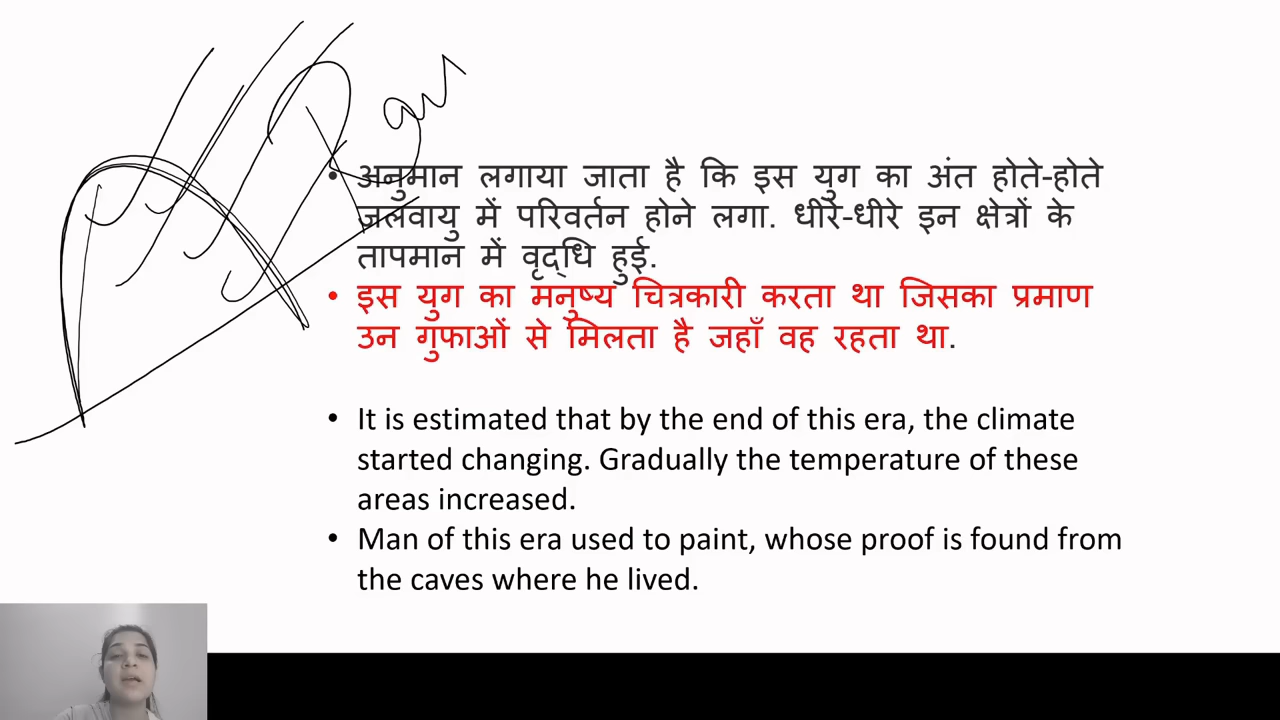 • अनुमान लगाया जाता है कि इस युग का अंत होते-होते
जलवायु में परिवर्तन होने लगा. धीरे-धीरे इन क्षेत्रों के
तापमान में वृद्धि हुई.
• इस युग का मनुष्य चित्रकारी करता था जिसका प्रमाण
उन गुफाओं से मिलता है जहाँ वह रहता था.
• It is estimated that by the end of this era, the climate
started changing. Gradually the temperature of these
areas increased.
• Man of this era used to paint, whose proof is found from
the caves where he lived.